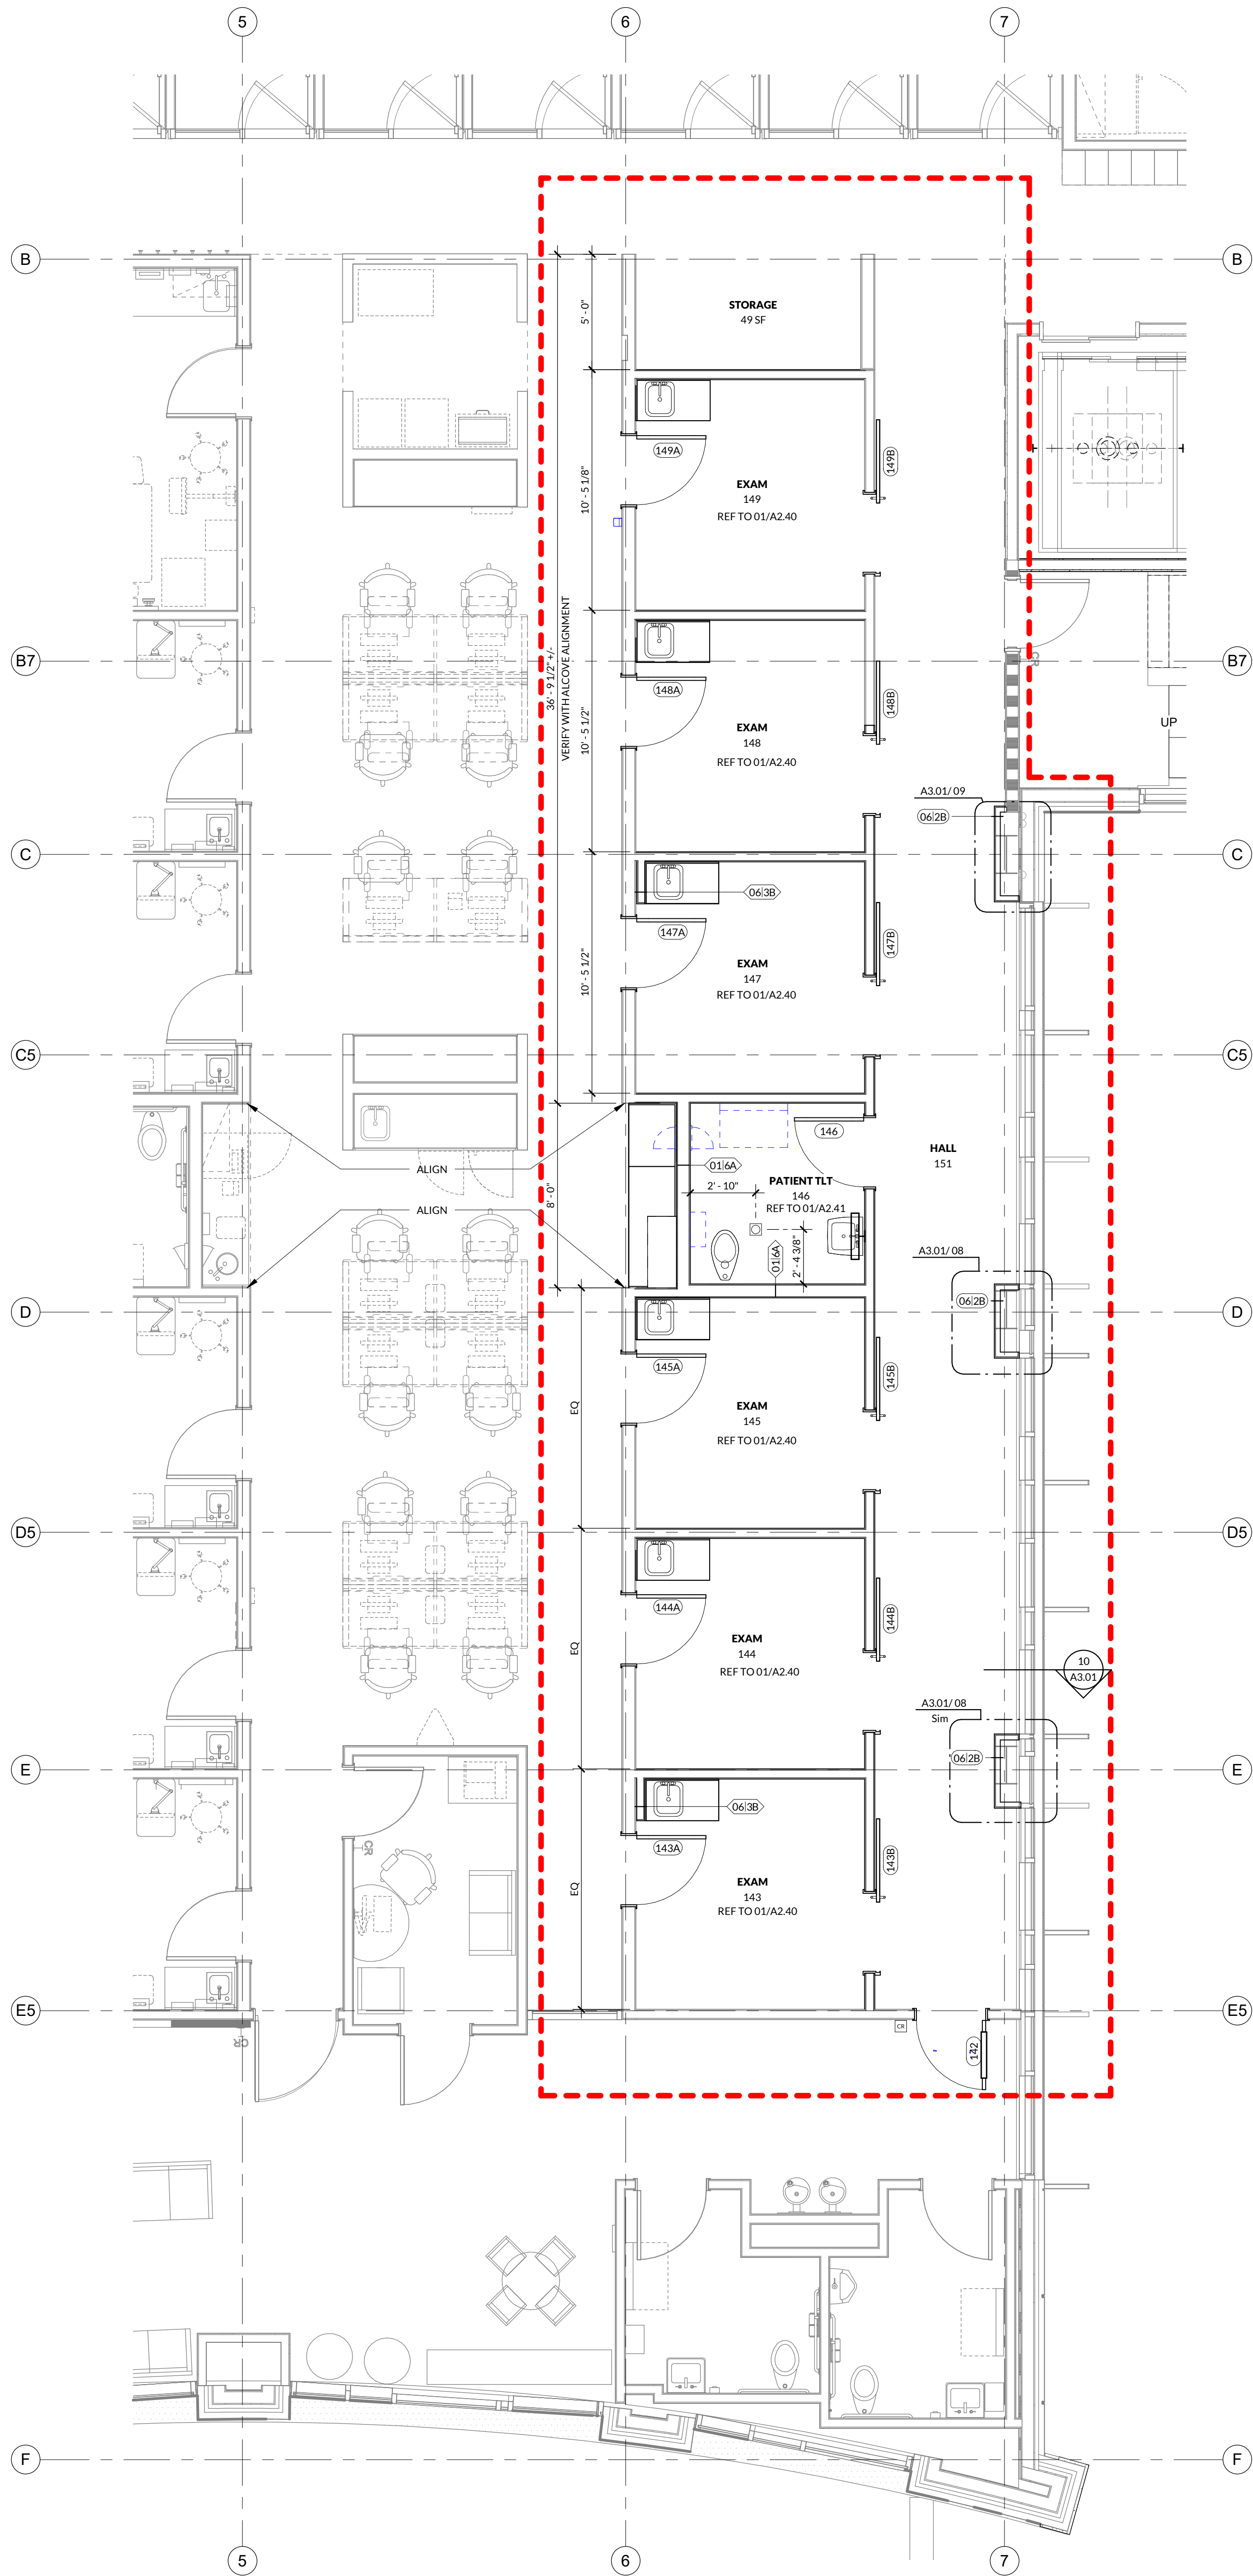 5
6
7
B
B
STORAGE
49 SF
5' - 0"
149A
149B
EXAM
149
REF TO 01/A2.40
10' - 5 1/8"
36' - 9 1/2" +/-
VERIFY WITH ALCOVE ALIGNMENT
B7
B7
CR
148A
148B
UP
EXAM
148
REF TO 01/A2.40
10' - 5 1/2"
A3.01/ 09
06|2B
C
C
06|3B
147A
147B
EXAM
147
REF TO 01/A2.40
10' - 5 1/2"
C5
C5
146
HALL
151
ALIGN
01|6A
PATIENT TLT
146
REF TO 01/A2.41
2' - 10"
8' - 0"
ALIGN
01|6A
2' - 4 3/8"
A3.01/ 08
06|2B
D
D
145A
145B
EXAM
145
REF TO 01/A2.40
EQ
D5
D5
144A
144B
EXAM
144
REF TO 01/A2.40
EQ
10
A3.01
A3.01/ 08
Sim
06|2B
E
E
06|3B
143A
143B
CR
EXAM
143
REF TO 01/A2.40
EQ
E5
E5
CR
CR
142
F
F
5
6
7